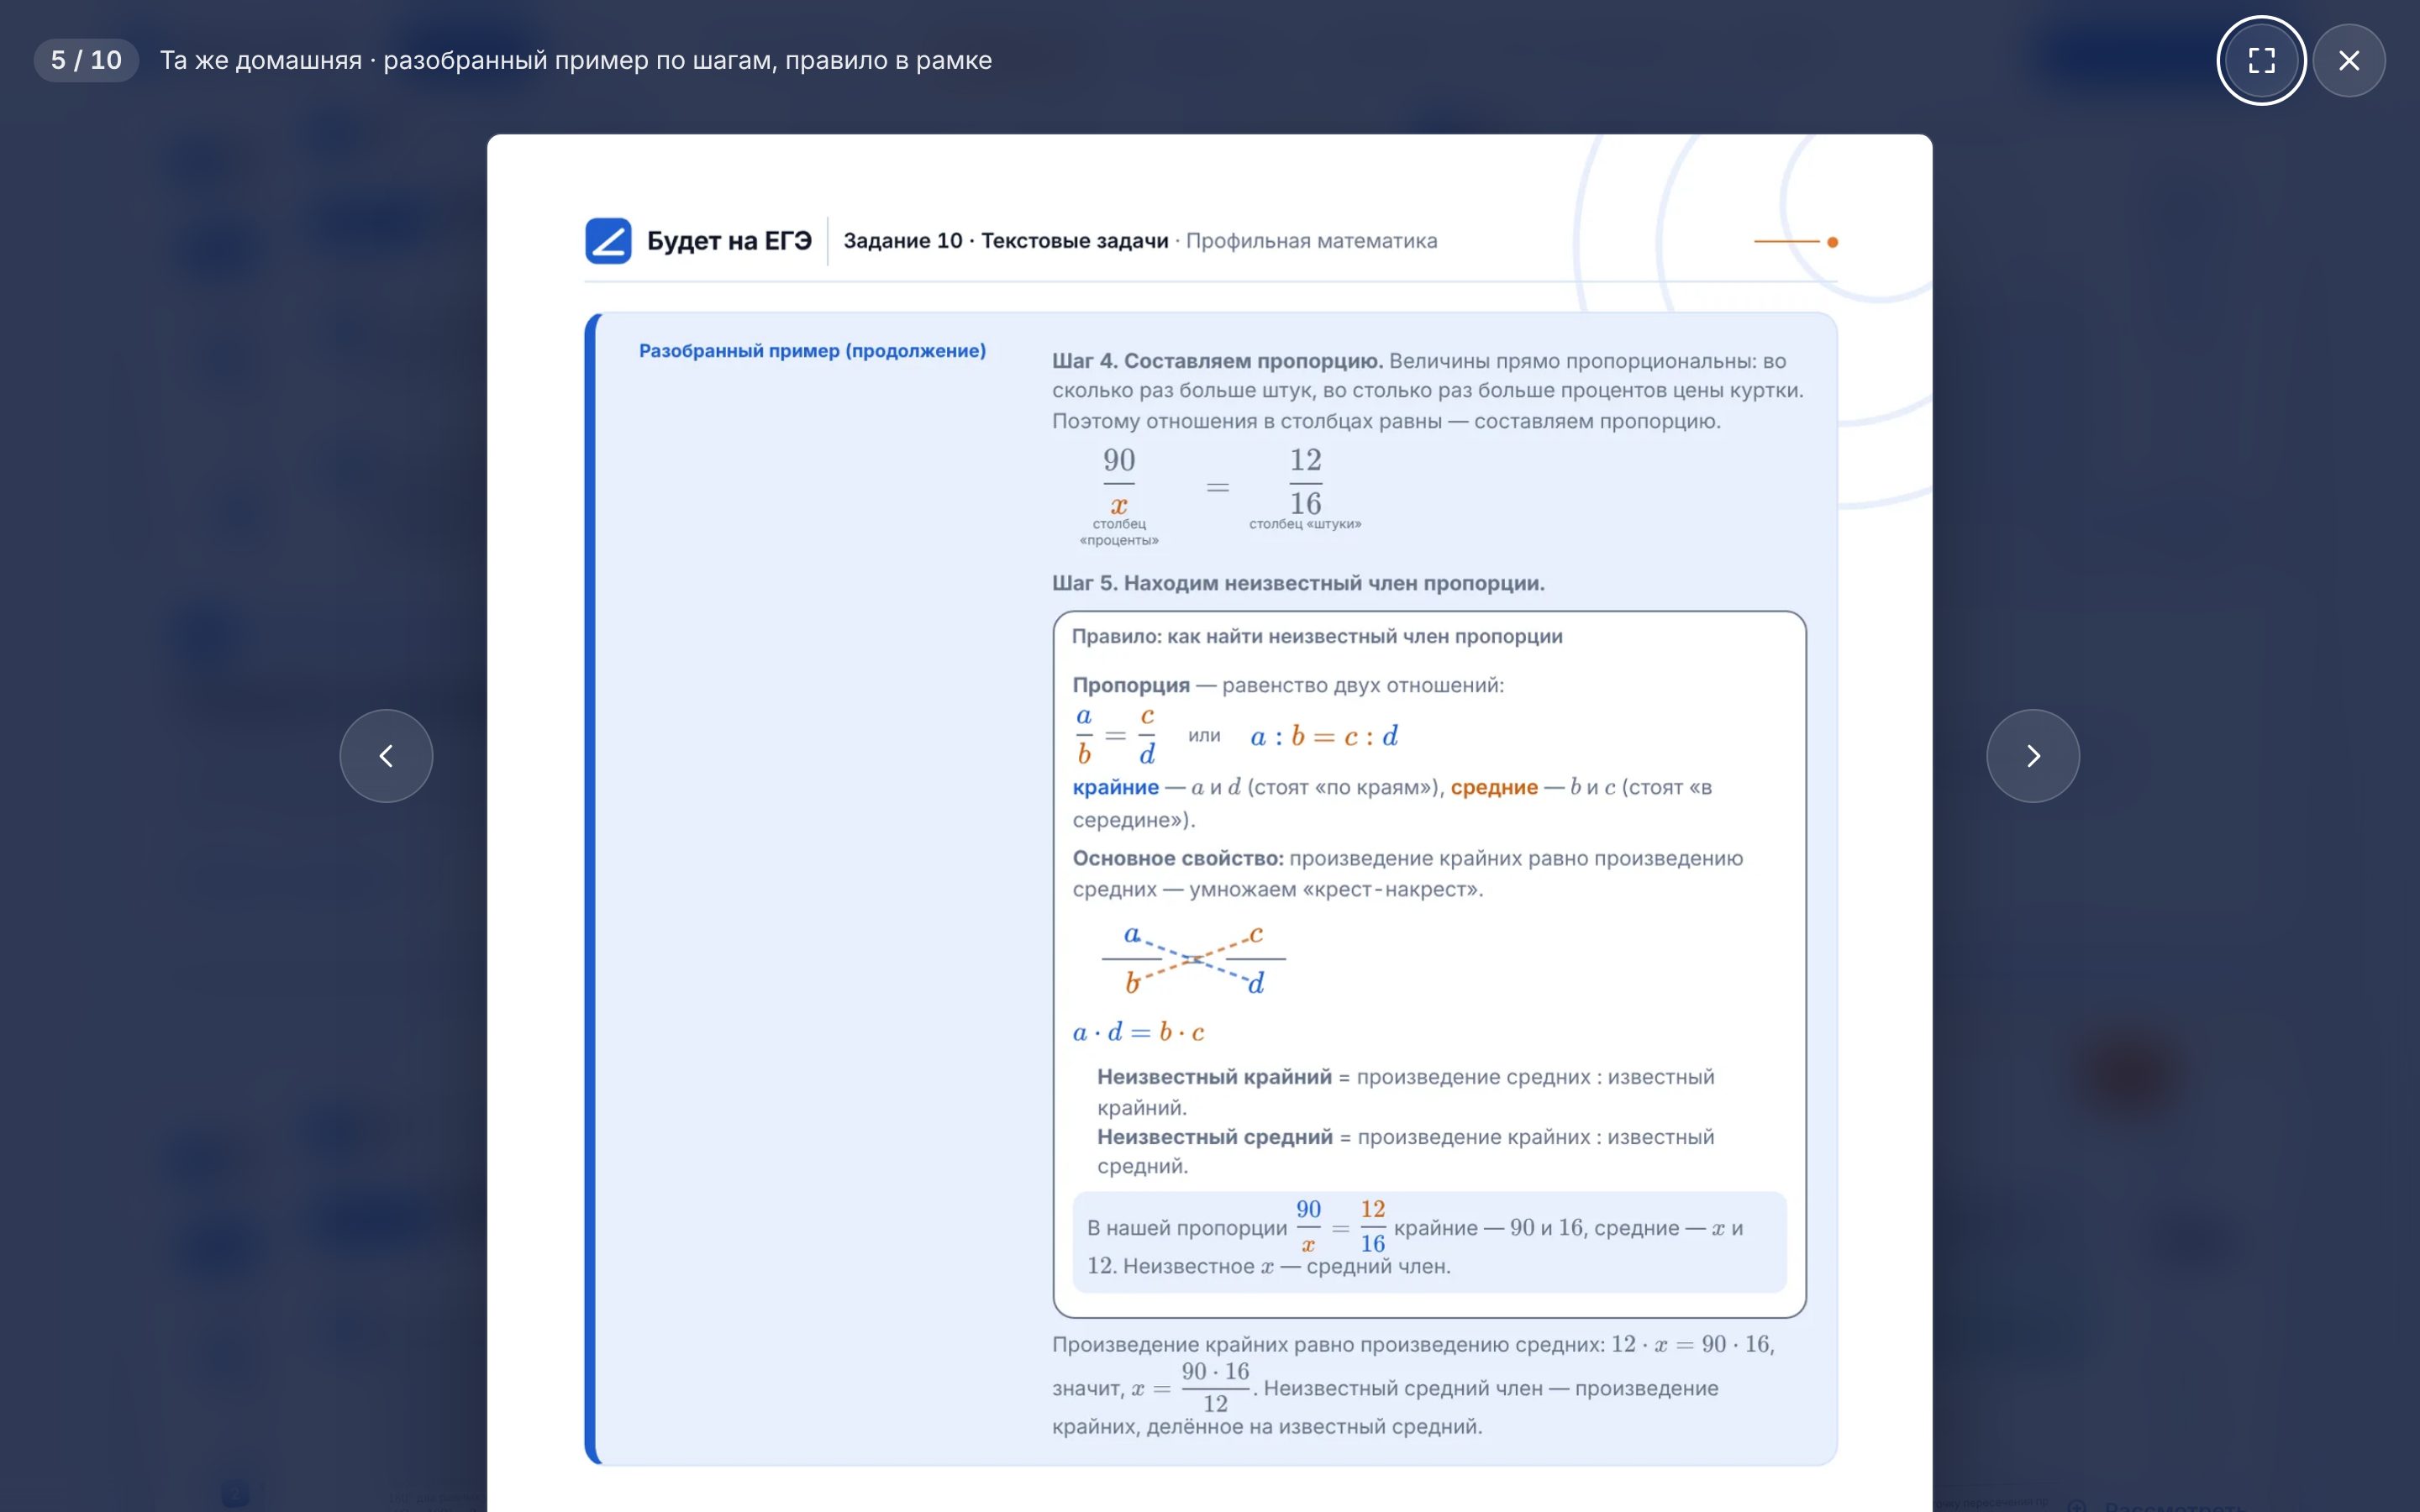 5 / 10 Та же домашняя · разобранный пример по шагам, правило в рамке
Будет на ЕГЭ Задание 10 · Текстовые задачи · Профильная математика
Разобранный пример (продолжение)
Шаг 4. Составляем пропорцию. Величины прямо пропорциональны: во
сколько раз больше штук, во столько раз больше процентов цены куртки.
Поэтому отношения в столбцах равны — составляем пропорцию.
90 12
=
x 16
столбец столбец «штуки»
«проценты»
Шаг 5. Находим неизвестный член пропорции.
Правило: как найти неизвестный член пропорции
Пропорция — равенство двух отношений:
a/b = c/d или a : b = c : d
крайние — a и d (стоят «по краям»), средние — b и c (стоят «в
середине»).
Основное свойство: произведение крайних равно произведению
средних — умножаем «крест-накрест».
a c
=
b d
a · d = b · c
Неизвестный крайний = произведение средних : известный
крайний.
Неизвестный средний = произведение крайних : известный
средний.
В нашей пропорции 90/x = 12/16 крайние — 90 и 16, средние — x и
12. Неизвестное x — средний член.
Произведение крайних равно произведению средних: 12 · x = 90 · 16,
значит, x = 90 · 16/12. Неизвестный средний член — произведение
крайних, делённое на известный средний.